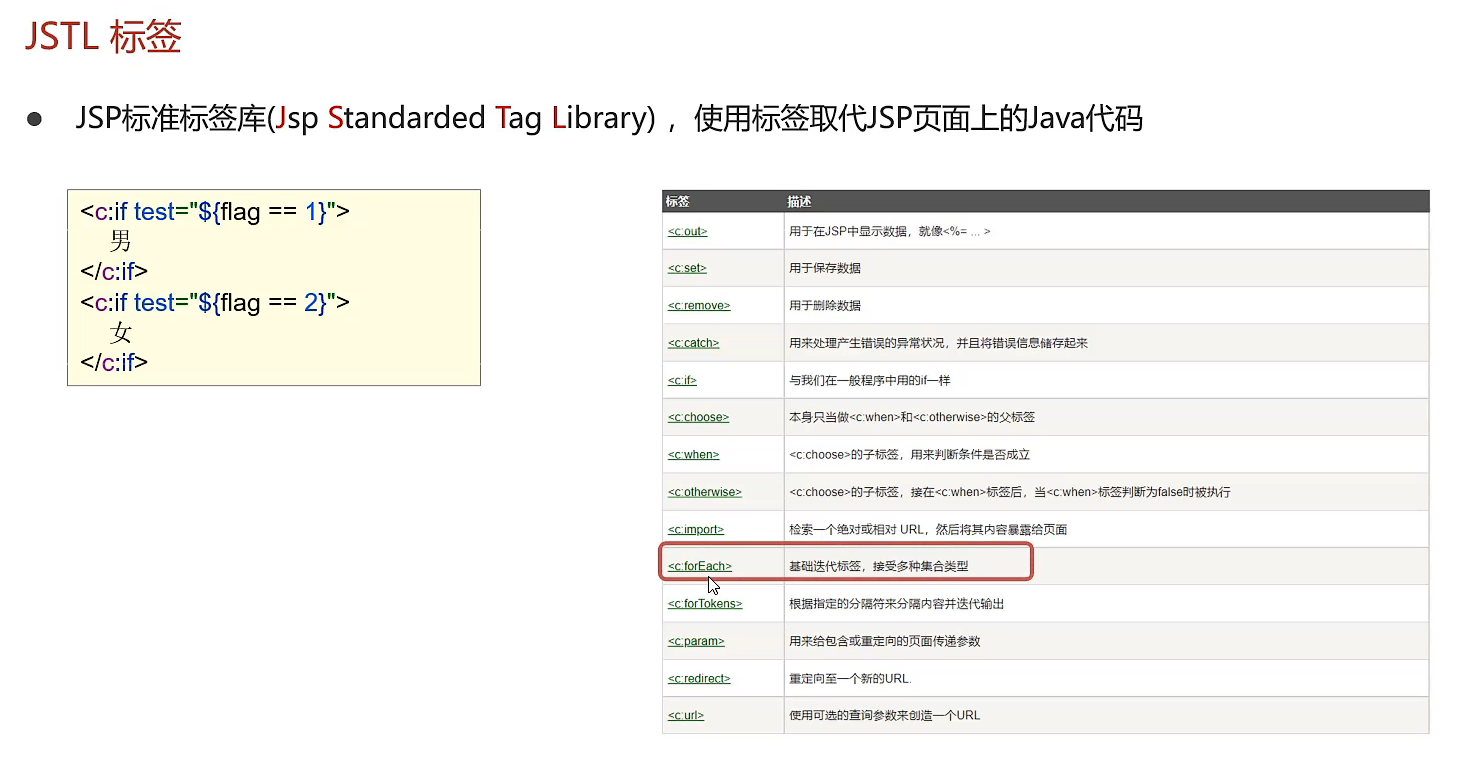 JSTL 标签
● JSP标准标签库(Jsp Standarded Tag Library) ，使用标签取代JSP页面上的Java代码
<c:if test="${flag == 1}">
男
</c:if>
<c:if test="${flag == 2}">
女
</c:if>
标签 描述
<c:out> 用于在JSP中显示数据，就像<%= ... >
<c:set> 用于保存数据
<c:remove> 用于删除数据
<c:catch> 用来处理产生错误的异常状况，并且将错误信息储存起来
<c:if> 与我们在一般程序中用的if一样
<c:choose> 本身只当做<c:when>和<c:otherwise>的父标签
<c:when> <c:choose>的子标签，用来判断条件是否成立
<c:otherwise> <c:choose>的子标签，接在<c:when>标签后，当<c:when>标签判断为false时被执行
<c:import> 检索一个绝对或相对 URL，然后将其内容暴露给页面
<c:forEach> 基础迭代标签，接受多种集合类型
<c:forTokens> 根据指定的分隔符来分隔内容并迭代输出
<c:param> 用来给包含或重定向的页面传递参数
<c:redirect> 重定向至一个新的URL.
<c:url> 使用可选的查询参数来创造一个URL